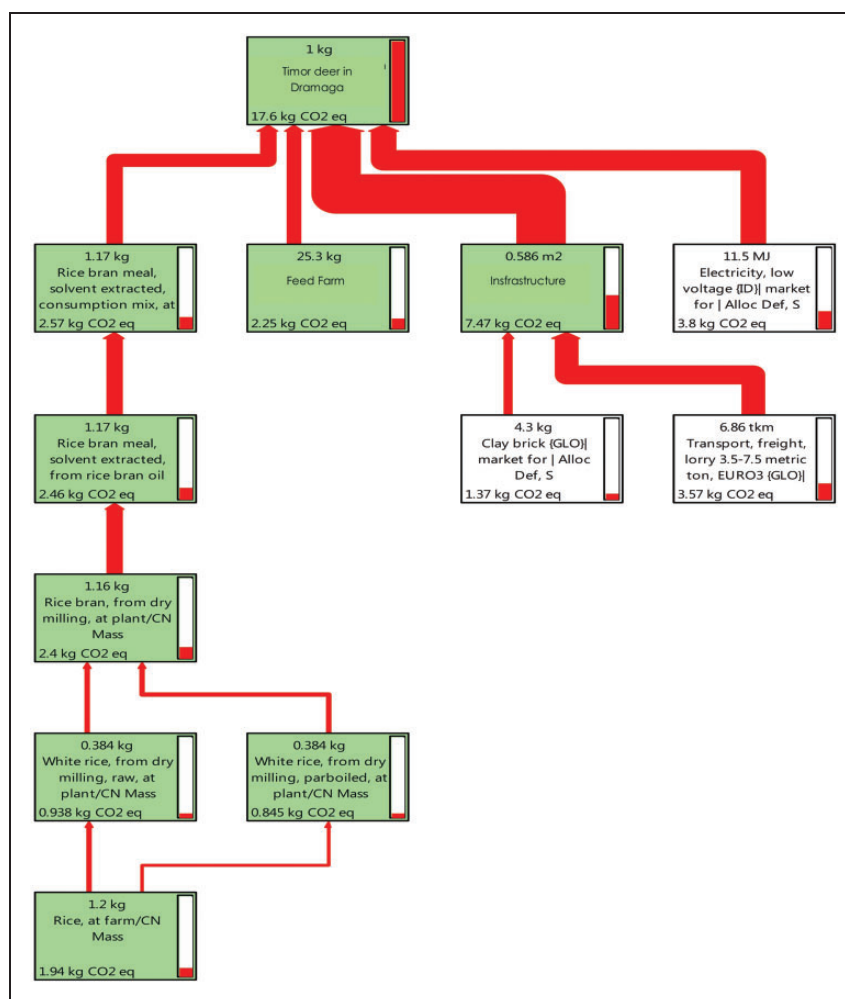 1 kg
Timor deer in
Dramaga
17.6 kg CO2 eq
1.17 kg
Rice bran meal,
solvent extracted,
consumption mix, at
2.57 kg CO2 eq
25.3 kg
Feed Farm
2.25 kg CO2 eq
0.586 m2
Insfrastructure
7.47 kg CO2 eq
11.5 MJ
Electricity, low
voltage {ID}| market
for | Alloc Def, S
3.8 kg CO2 eq
1.17 kg
Rice bran meal,
solvent extracted,
from rice bran oil
2.46 kg CO2 eq
4.3 kg
Clay brick {GLO}|
market for | Alloc
Def, S
1.37 kg CO2 eq
6.86 tkm
Transport, freight,
lorry 3.5-7.5 metric
ton, EURO3 {GLO}|
3.57 kg CO2 eq
1.16 kg
Rice bran, from dry
milling, at plant/CN
Mass
2.4 kg CO2 eq
0.384 kg
White rice, from dry
milling, raw, at
plant/CN Mass
0.938 kg CO2 eq
0.384 kg
White rice, from dry
milling, parboiled, at
plant/CN Mass
0.845 kg CO2 eq
1.2 kg
Rice, at farm/CN
Mass
1.94 kg CO2 eq